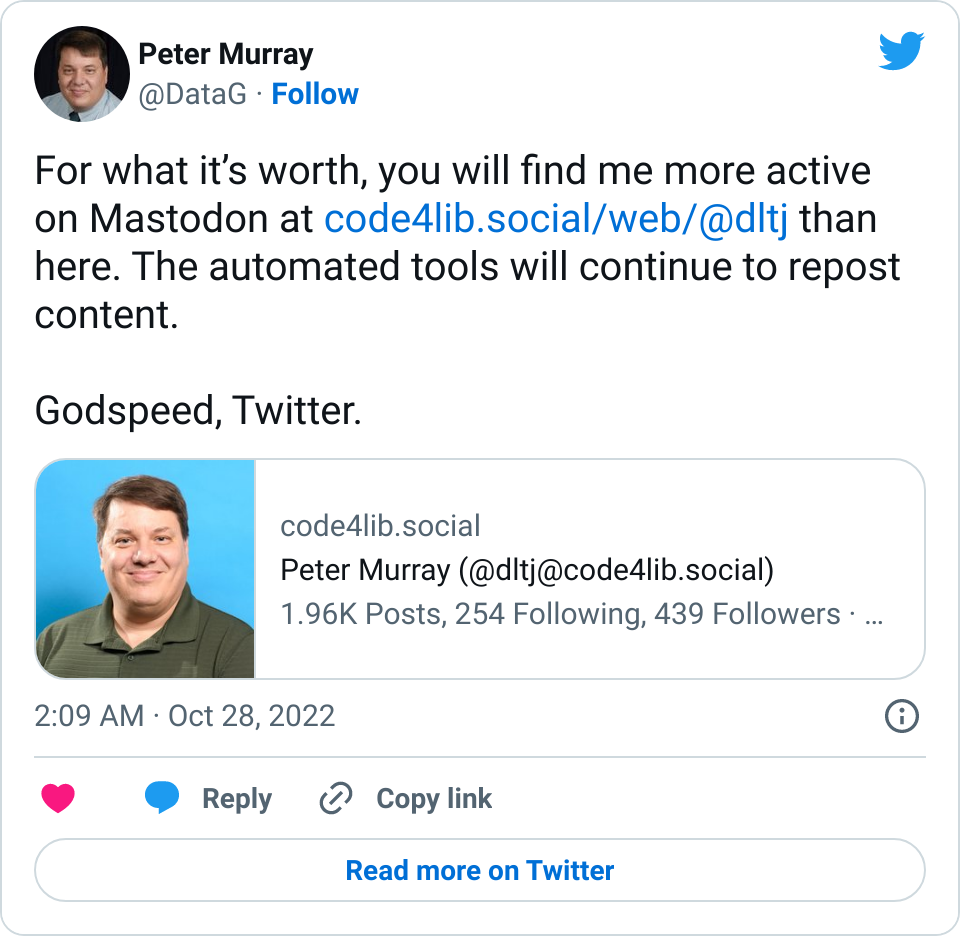 Peter Murray
@DataG · Follow
For what it’s worth, you will find me more active
on Mastodon at code4lib.social/web/@dltj than
here. The automated tools will continue to repost
content.
Godspeed, Twitter.
code4lib.social
Peter Murray (@dltj@code4lib.social)
1.96K Posts, 254 Following, 439 Followers · ...
2:09 AM · Oct 28, 2022
Reply
Copy link
Read more on Twitter